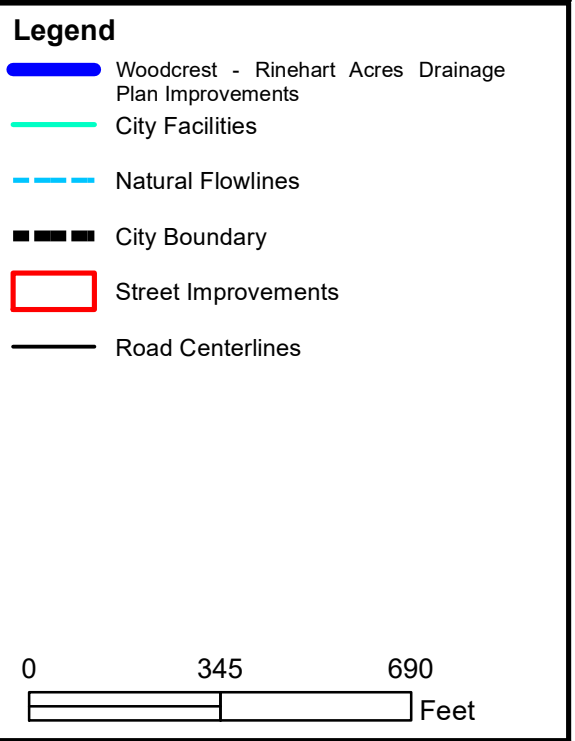 Legend
Woodcrest - Rinehart Acres Drainage
Plan Improvements
City Facilities
Natural Flowlines
City Boundary
Street Improvements
Road Centerlines
0 345 690
Feet